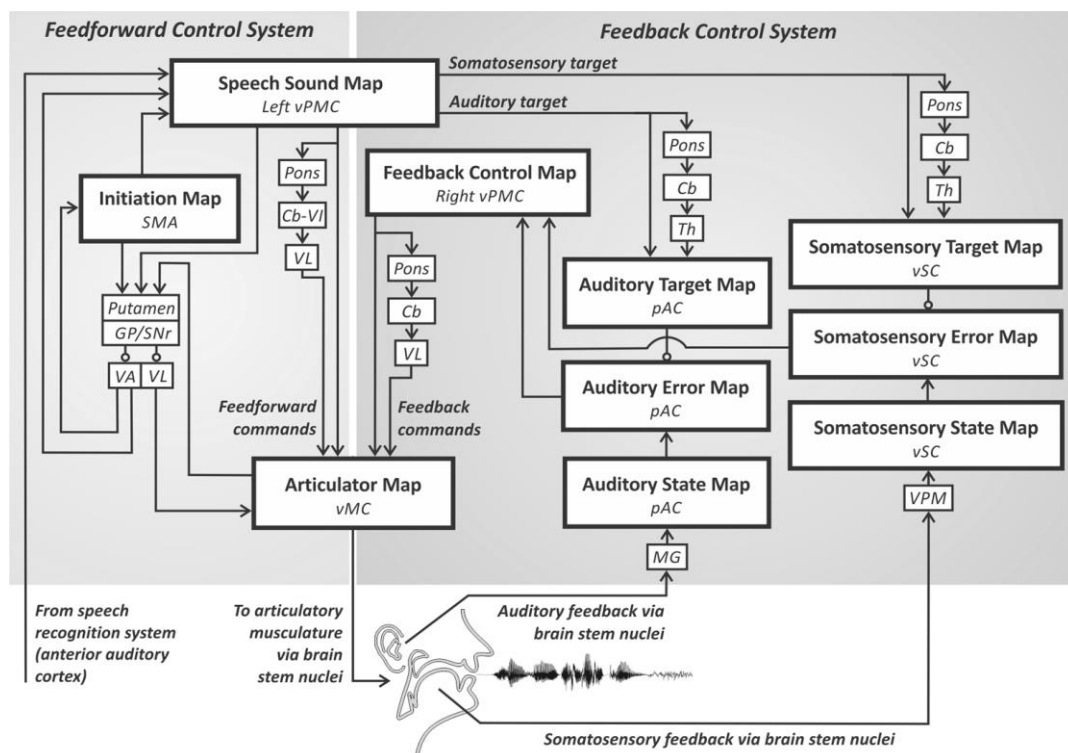 Feedforward Control System
Feedback Control System
Speech Sound Map
Left vPMC
Somatosensory target
Auditory target
Pons
Cb
Th
Pons
Cb
Th
Pons
Cb-VI
VL
Initiation Map
SMA
Feedback Control Map
Right vPMC
Pons
Cb
VL
Putamen
GP/SNr
VA
VL
Auditory Target Map
pAC
Somatosensory Target Map
vSC
Somatosensory Error Map
vSC
Auditory Error Map
pAC
Somatosensory State Map
vSC
Feedforward
commands
Feedback
commands
Articulator Map
vMC
Auditory State Map
pAC
VPM
MG
From speech
recognition system
(anterior auditory
cortex)
To articulatory
musculature
via brain
stem nuclei
Auditory feedback via
brain stem nuclei
Somatosensory feedback via brain stem nuclei